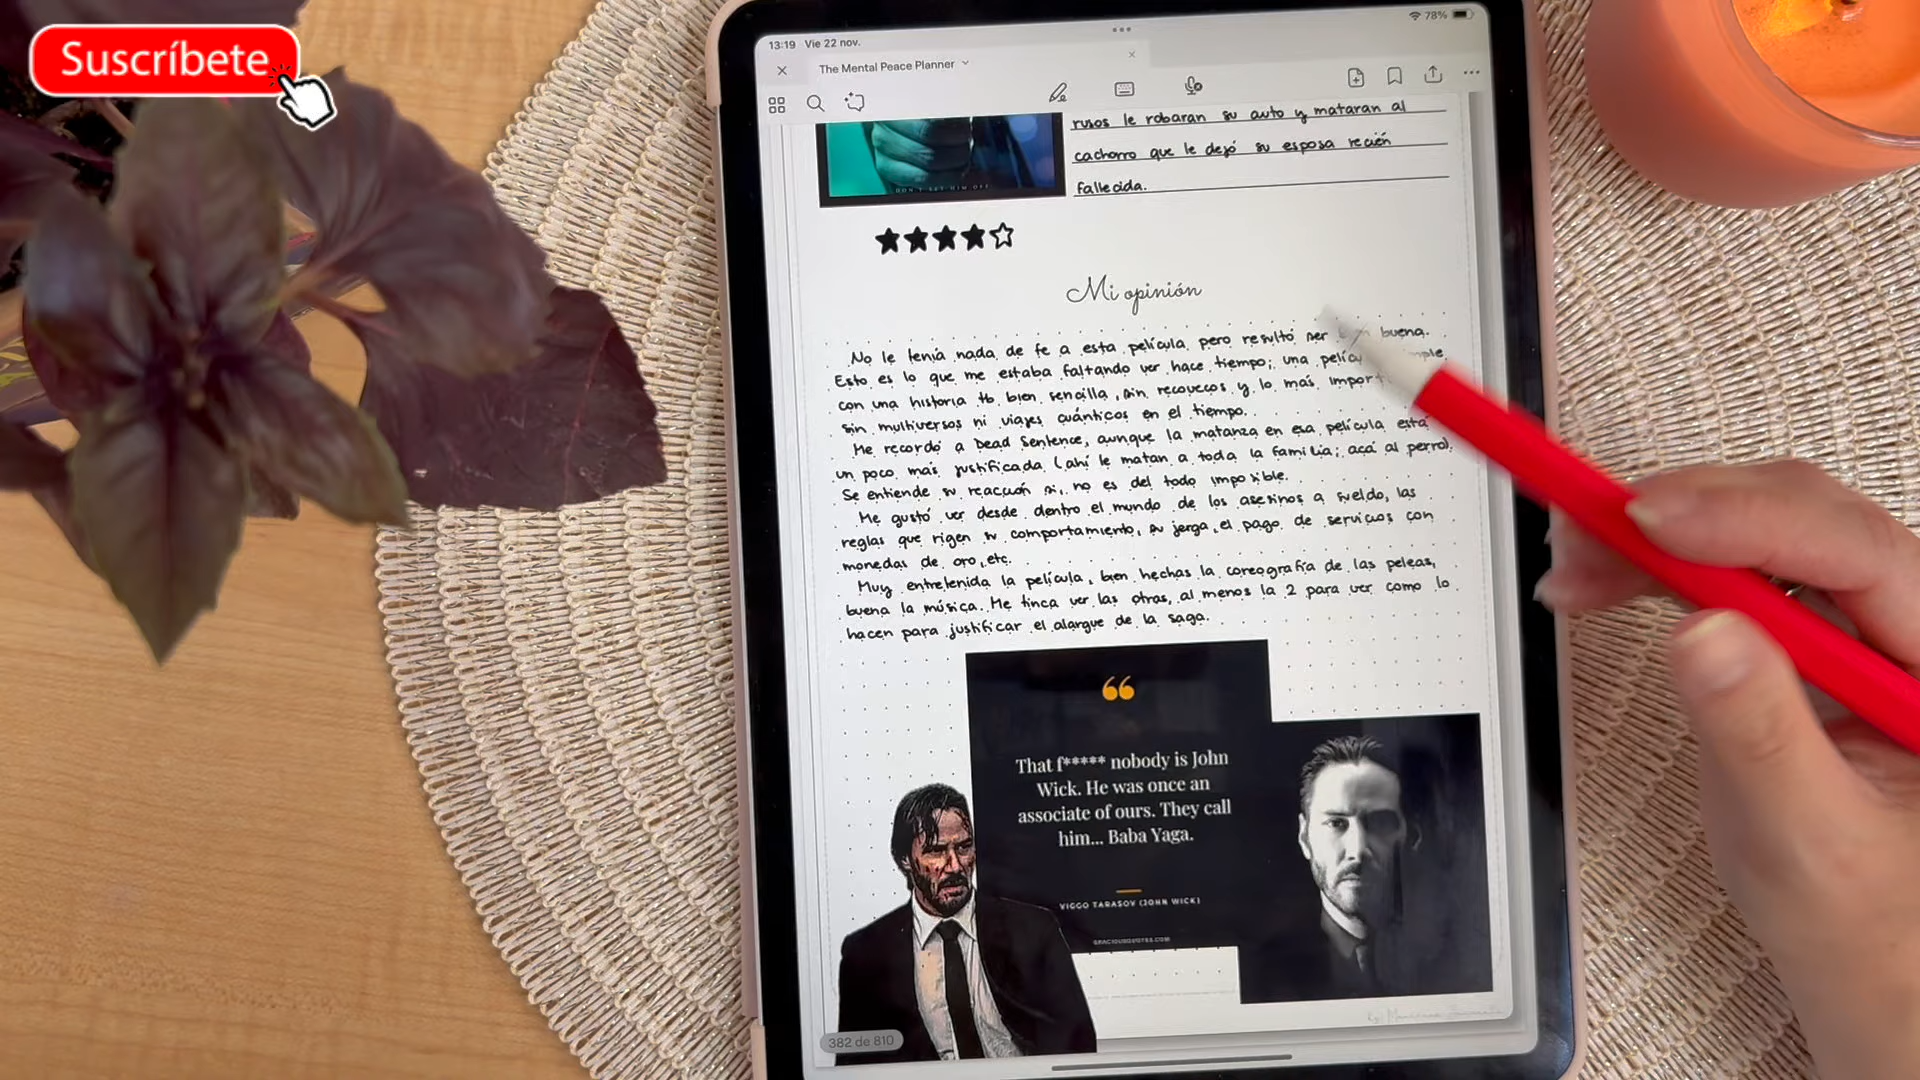 Suscríbete
13:19 Vie 22 nov.
78%
The Mental Peace Planner
rusos le robaran su auto y mataran al
cachorro que le dejó su esposa recién
fallecida.
DON'T SET HIM OFF
Mi opinión
No le tenía nada de fe a esta película, pero resultó ser buena.
Esto es lo que me estaba faltando ver hace tiempo; una
con una historia tb bien sencilla, sin recovecos y lo más
sin multiversos ni viajes cuánticos en el tiempo.
Me recordó a Dead Sentence, aunque la matanza en esa película está
un poco más justificada (ahí le matan a toda la familia; acá al perro).
Se entiende su reacción sí, no es del todo imposible.
Me gustó ver desde dentro el mundo de los asesinos a sueldo, las
reglas que rigen su comportamiento, su jerga, el pago de servicios con
monedas de oro, etc.
Muy entretenida la película, bien hechas la coreografía de las peleas,
buena la música. Me tinca ver las otras, al menos la 2 para ver como lo
hacen para justificar el alargue de la saga.
That f***** nobody is John
Wick. He was once an
associate of ours. They call
him... Baba Yaga.
VIGGO TARASOV (JOHN WICK)
GRACIOUSQUOTES.COM
382 de 810